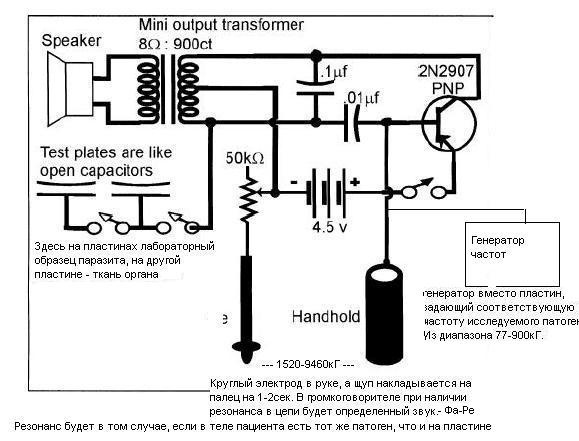 Mini output transformer
Speaker
8Ω : 900ct
2N2907
PNP
.1µf
.01µf
Test plates are like
open capacitors
50kΩ
- +
4.5 v
Генератор
частот
Здесь на пластинах лабораторный
образец паразита, на другой
пластине - ткань органа
Handhold
е
генератор вместо пластин,
задающий соответствующую
частоту исследуемого патоген
Из диапазона 77-900кГ.
--- 1520-9460кГ ---
Круглый электрод в руке, а щуп накладывается на
палец на 1-2сек. В громкоговорителе при наличии
резонанса в цепи будет определенный звук.- Фа-Ре
Резонанс будет в том случае, если в теле пациента есть тот же патоген, что и на пластине